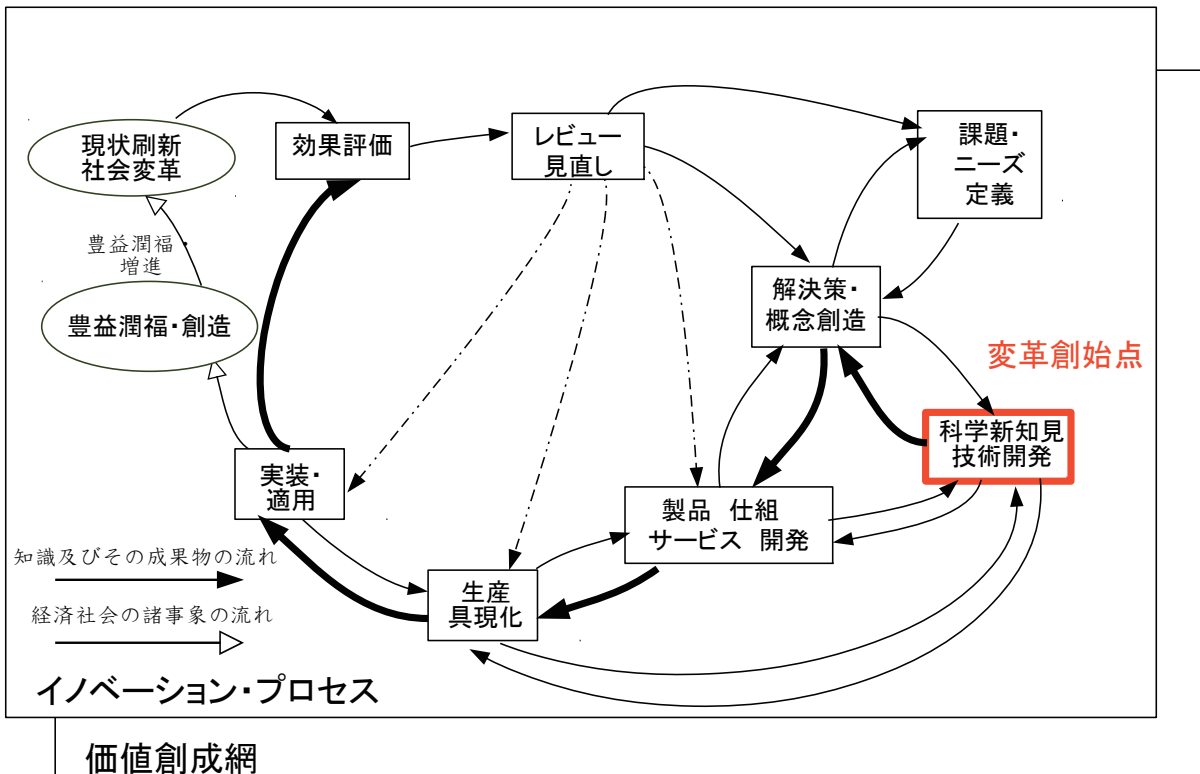 現状刷新
社会変革
効果評価
レビュー
見直し
課題・
ニーズ
定義
豊益潤福・
増進
豊益潤福・創造
解決策・
概念創造
変革創始点
科学新知見
技術開発
実装・
適用
製品 仕組
サービス 開発
生産
具現化
知識及びその成果物の流れ
経済社会の諸事象の流れ
イノベーション・プロセス
価値創成網